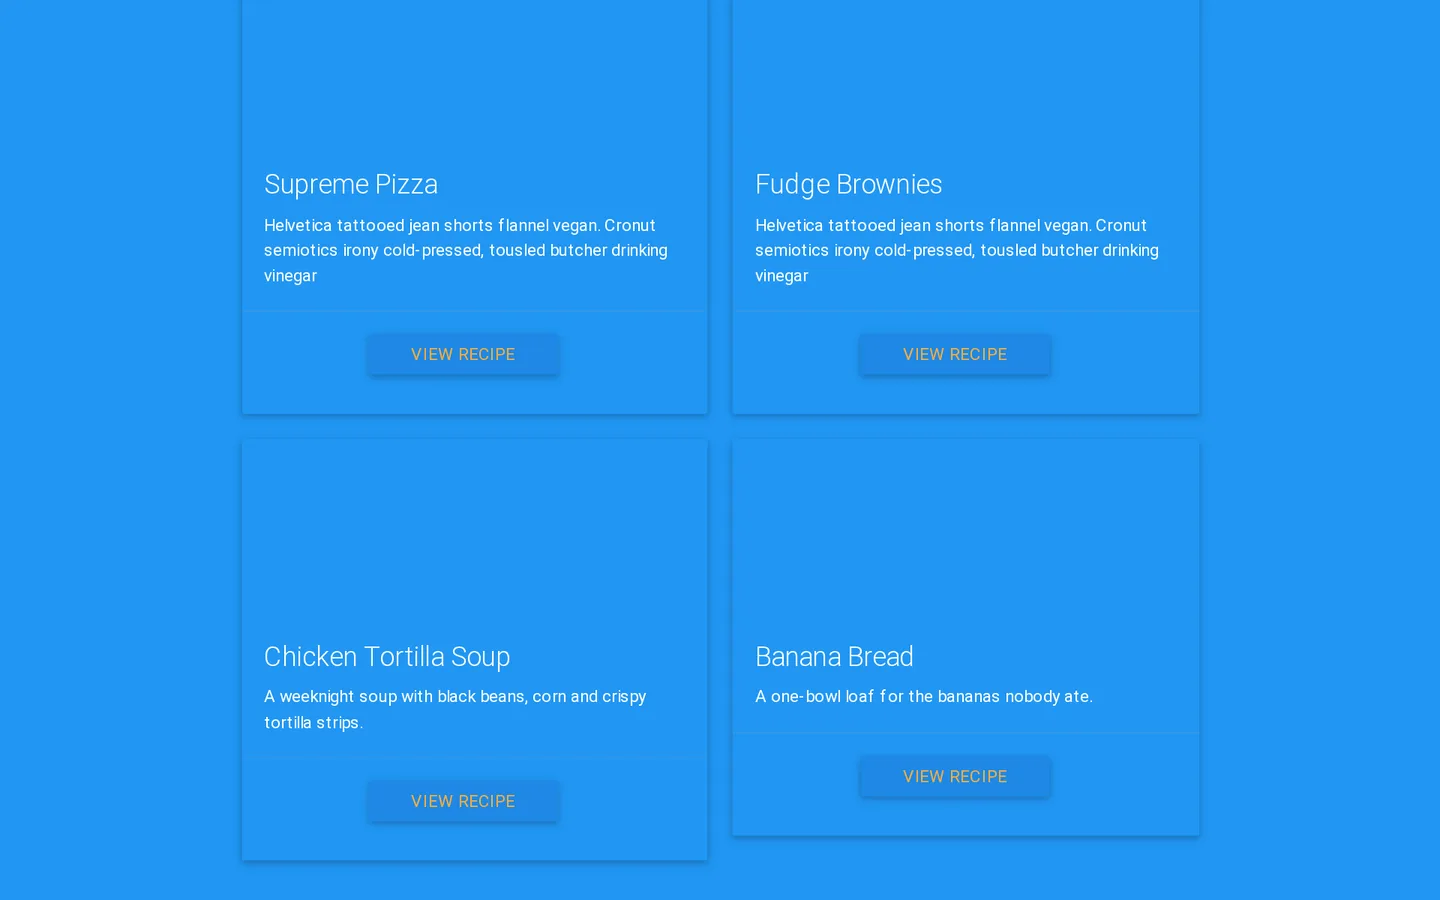 Supreme Pizza
Helvetica tattooed jean shorts flannel vegan. Cronut
semiotics irony cold-pressed, tousled butcher drinking
vinegar
VIEW RECIPE
Fudge Brownies
Helvetica tattooed jean shorts flannel vegan. Cronut
semiotics irony cold-pressed, tousled butcher drinking
vinegar
VIEW RECIPE
Chicken Tortilla Soup
A weeknight soup with black beans, corn and crispy
tortilla strips.
VIEW RECIPE
Banana Bread
A one-bowl loaf for the bananas nobody ate.
VIEW RECIPE